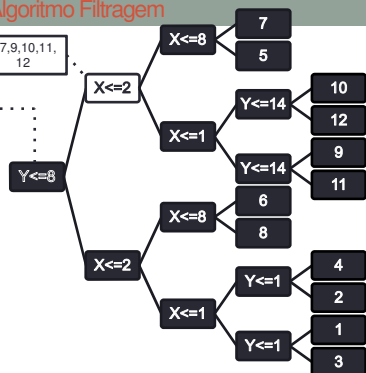 Algoritmo Filtragem
7,9,10,11,
12
Y<=8
X<=2
X<=8
7
5
X<=1
Y<=14
10
12
Y<=14
9
11
X<=2
X<=8
6
8
X<=1
Y<=1
4
2
Y<=1
1
3